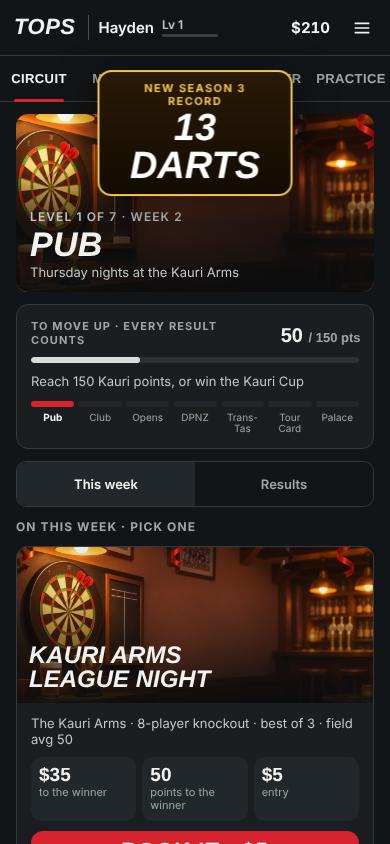 TOPS Hayden Lv 1 $210
CIRCUIT PRACTICE
NEW SEASON 3
RECORD
13
DARTS
LEVEL 1 OF 7 · WEEK 2
PUB
Thursday nights at the Kauri Arms
TO MOVE UP · EVERY RESULT
COUNTS
50 / 150 pts
Reach 150 Kauri points, or win the Kauri Cup
Pub Club Opens DPNZ Trans-
Tas Tour
Card Palace
This week Results
ON THIS WEEK · PICK ONE
KAURI ARMS
LEAGUE NIGHT
The Kauri Arms · 8-player knockout · best of 3 · field
avg 50
$35
to the winner
50
points to the
winner
$5
entry